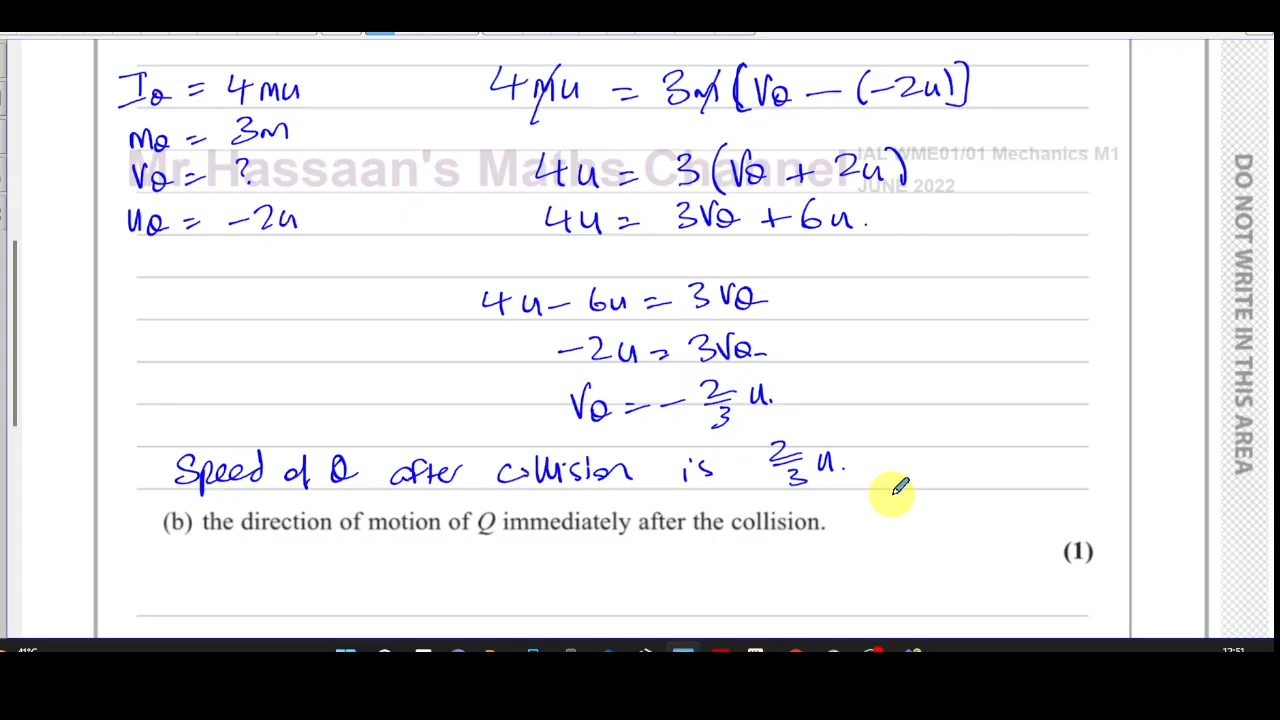 I_Q = 4mu
4mu = 3m[V_Q - (-2u)]
m_Q = 3m
Mr Hassaan's Maths Channel
IAL WME01/01 Mechanics M1
JUNE 2022
V_Q = ?
4u = 3(V_Q + 2u)
u_Q = -2u
4u = 3V_Q + 6u.
4u - 6u = 3V_Q
-2u = 3V_Q
V_Q = - 2/3 u.
Speed of Q after collision is 2/3 u.
(b) the direction of motion of Q immediately after the collision.
(1)
DO NOT WRITE IN THIS AREA
41°C
12:51